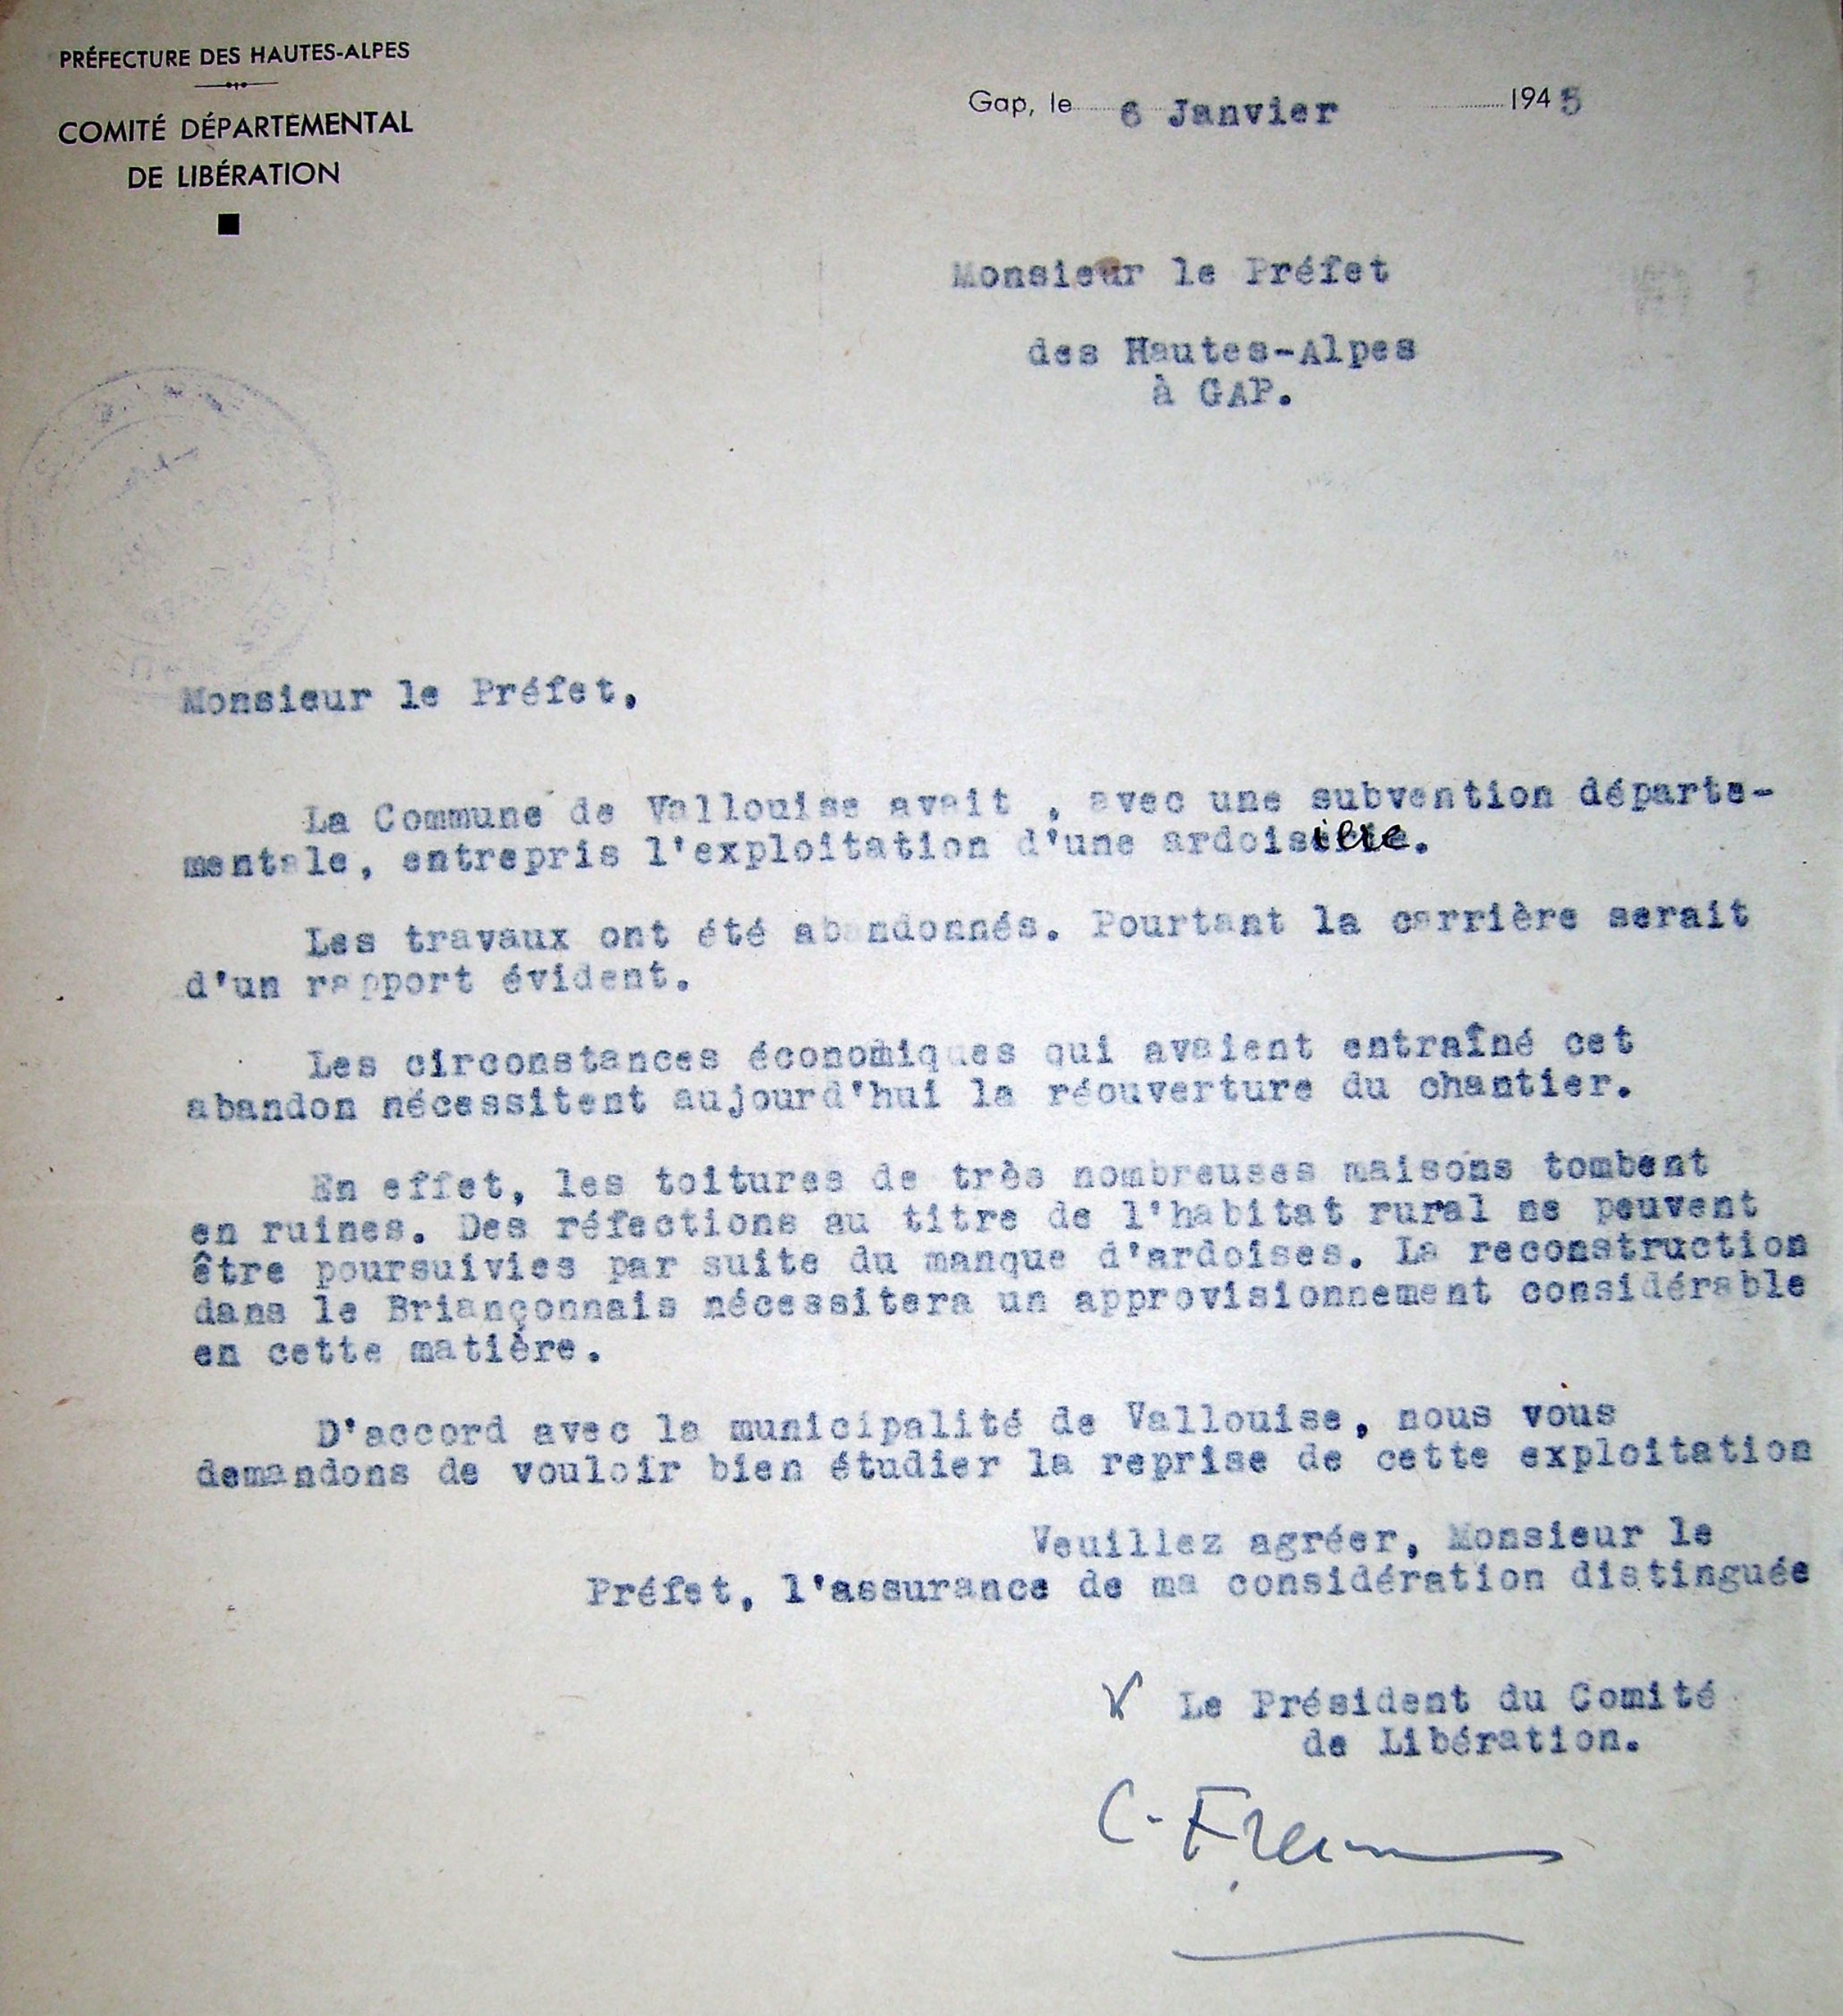 PRÉFECTURE DES HAUTES-ALPES
COMITÉ DÉPARTEMENTAL
DE LIBÉRATION
Gap, le 6 Janvier 1945
Monsieur le Préfet
des Hautes-Alpes
à GAP.
Monsieur le Préfet,
La Commune de Vallouise avait , avec une subvention départe-
mentale, entrepris l'exploitation d'une ardoisière.
Les travaux ont été abandonnés. Pourtant la carrière serait
d'un rapport évident.
Les circonstances économiques qui avaient entraîné cet
abandon nécessitent aujourd'hui la réouverture du chantier.
En effet, les toitures de très nombreuses maisons tombent
en ruines. Des réfections au titre de l'habitat rural ne peuvent
être poursuivies par suite du manque d'ardoises. La reconstruction
dans le Briançonnais nécessitera un approvisionnement considérable
en cette matière.
D'accord avec la municipalité de Vallouise, nous vous
demandons de vouloir bien étudier la reprise de cette exploitation
Veuillez agréer, Monsieur le
Préfet, l'assurance de ma considération distinguée
Le Président du Comité
de Libération.
C.